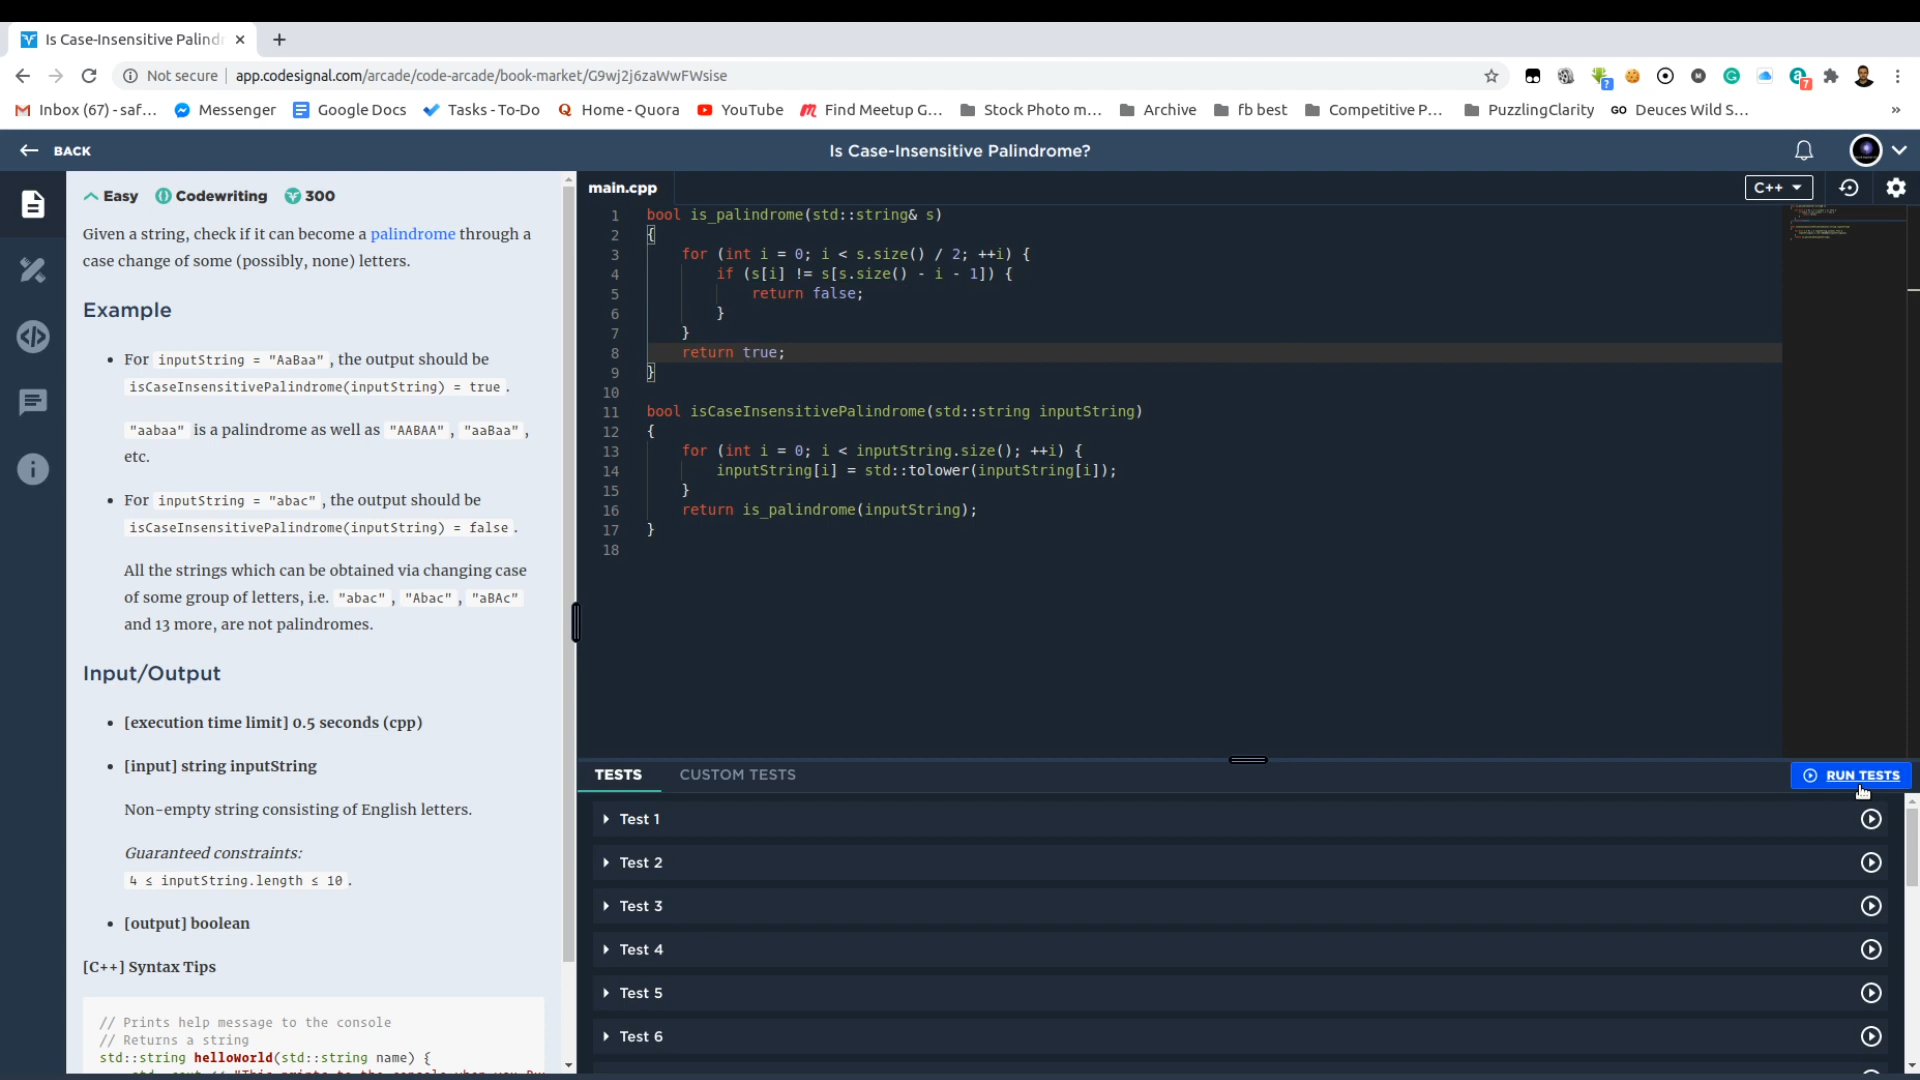 Is Case-Insensitive Palind
Not secure | app.codesignal.com/arcade/code-arcade/book-market/G9wj2j6zaWwFWsise
Inbox (67) - saf... Messenger Google Docs Tasks - To-Do Home - Quora YouTube Find Meetup G... Stock Photo m... Archive fb best Competitive P... PuzzlingClarity GO Deuces Wild S... »
BACK
Is Case-Insensitive Palindrome?
Easy Codewriting 300
Given a string, check if it can become a palindrome through a
case change of some (possibly, none) letters.
Example
• For inputString = "AaBaa", the output should be
isCaseInsensitivePalindrome(inputString) = true.
"aabaa" is a palindrome as well as "AABAA", "aaBaa",
etc.
• For inputString = "abac", the output should be
isCaseInsensitivePalindrome(inputString) = false.
All the strings which can be obtained via changing case
of some group of letters, i.e. "abac", "Abac", "aBAc"
and 13 more, are not palindromes.
Input/Output
• [execution time limit] 0.5 seconds (cpp)
• [input] string inputString
Non-empty string consisting of English letters.
Guaranteed constraints:
4 ≤ inputString.length ≤ 10.
• [output] boolean
[C++] Syntax Tips
// Prints help message to the console
// Returns a string
std::string helloWorld(std::string name) {
main.cpp
C++
1 bool is_palindrome(std::string& s)
2 {
3 for (int i = 0; i < s.size() / 2; ++i) {
4 if (s[i] != s[s.size() - i - 1]) {
5 return false;
6 }
7 }
8 return true;
9 }
10
11 bool isCaseInsensitivePalindrome(std::string inputString)
12 {
13 for (int i = 0; i < inputString.size(); ++i) {
14 inputString[i] = std::tolower(inputString[i]);
15 }
16 return is_palindrome(inputString);
17 }
18
TESTS CUSTOM TESTS
RUN TESTS
Test 1
Test 2
Test 3
Test 4
Test 5
Test 6